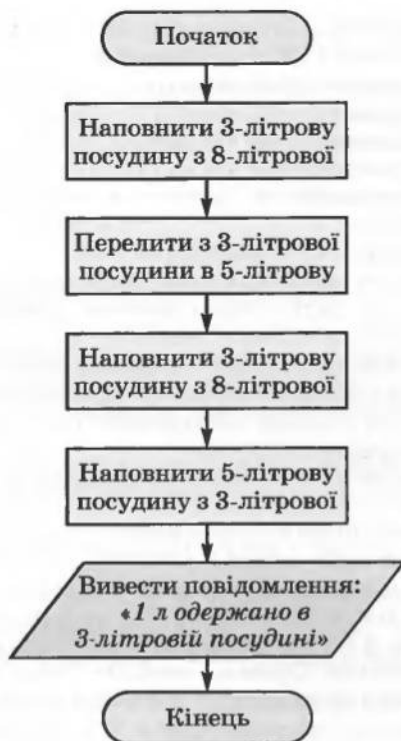 Початок
Наповнити 3-літрову
посудину з 8-літрової
Перелити з 3-літрової
посудини в 5-літрову
Наповнити 3-літрову
посудину з 8-літрової
Наповнити 5-літрову
посудину з 3-літрової
Вивести повідомлення:
«1 л одержано в
3-літровій посудині»
Кінець